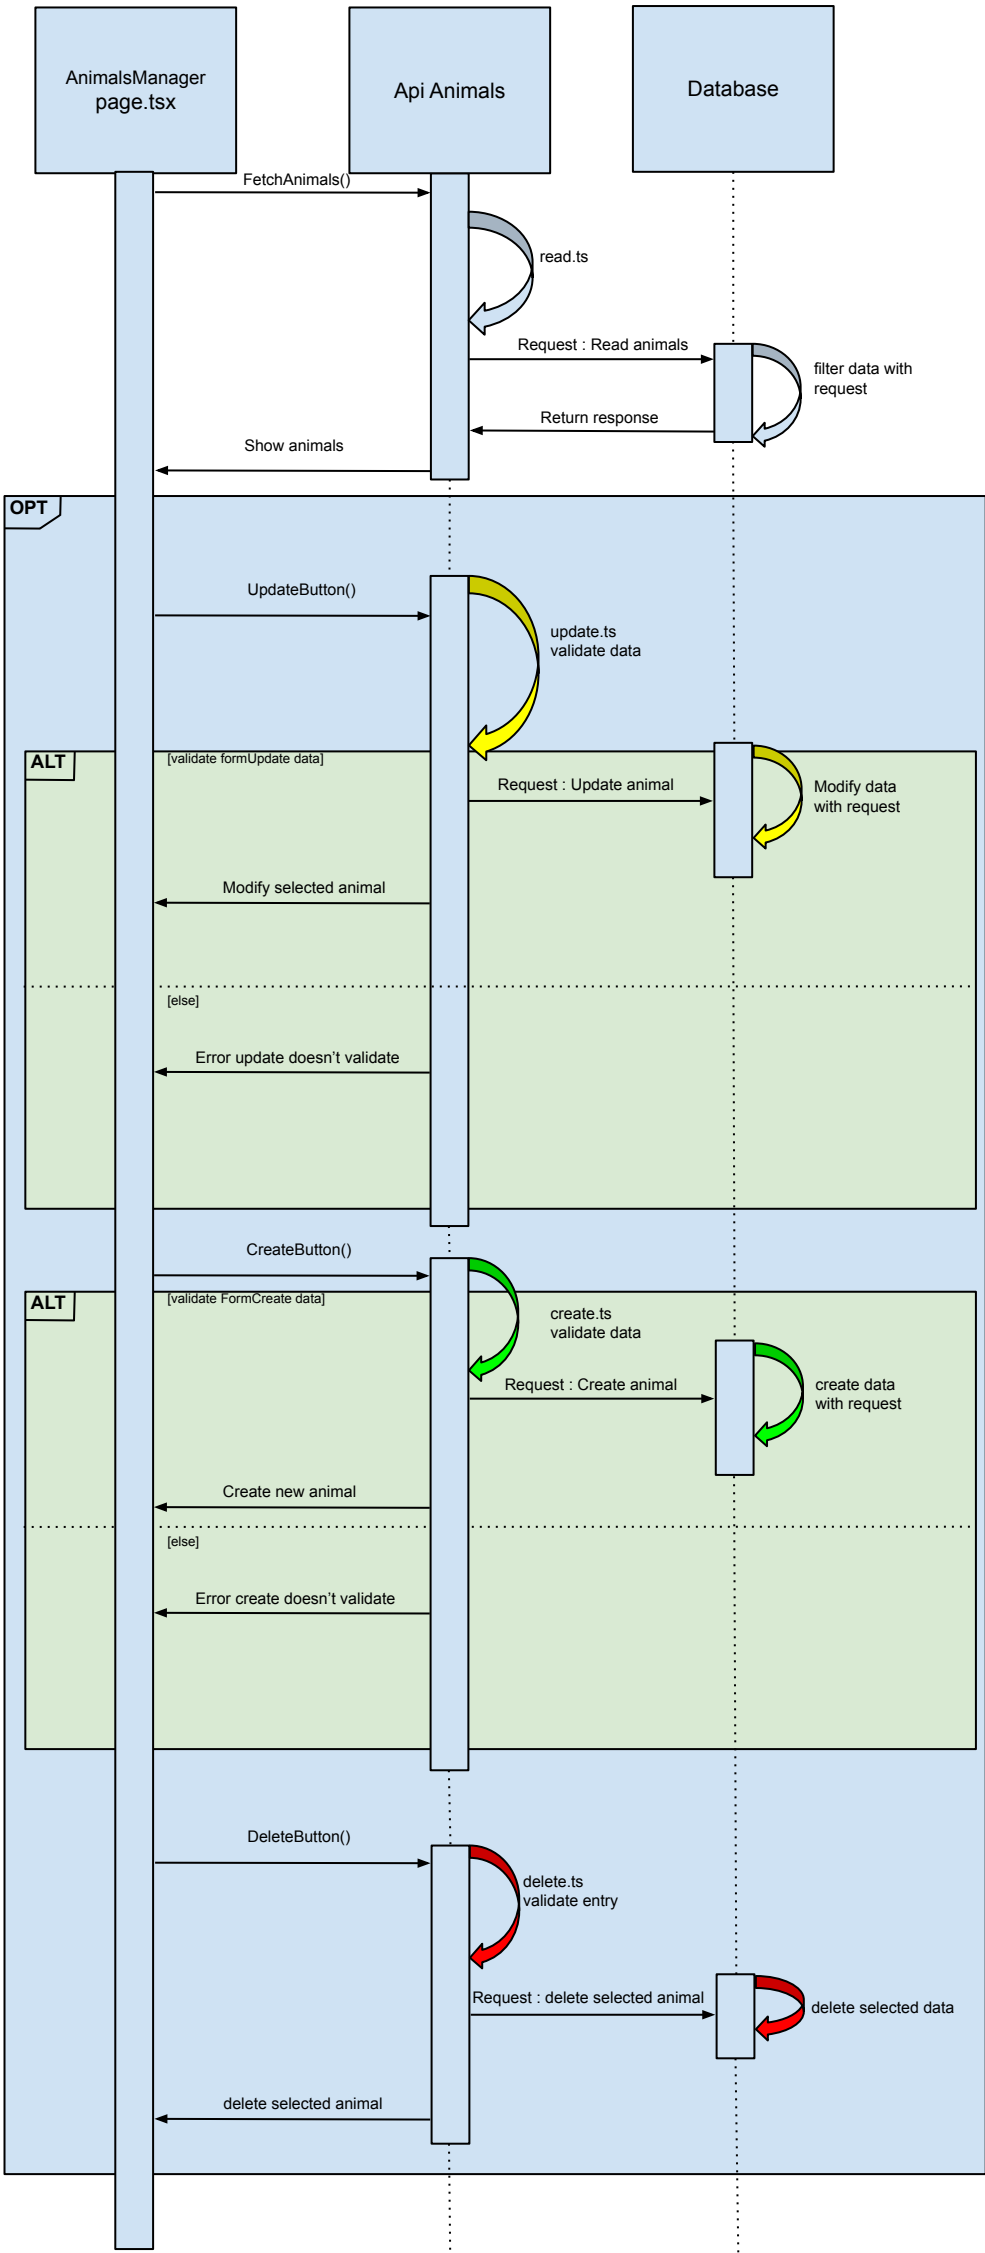 AnimalsManager
page.tsx
Api Animals
Database
FetchAnimals()
read.ts
Request : Read animals
filter data with
request
Return response
Show animals
OPT
UpdateButton()
update.ts
validate data
ALT
[validate formUpdate data]
Request : Update animal
Modify data
with request
Modify selected animal
[else]
Error update doesn't validate
CreateButton()
ALT
[validate FormCreate data]
create.ts
validate data
Request : Create animal
create data
with request
Create new animal
[else]
Error create doesn't validate
DeleteButton()
delete.ts
validate entry
Request : delete selected animal
delete selected data
delete selected animal